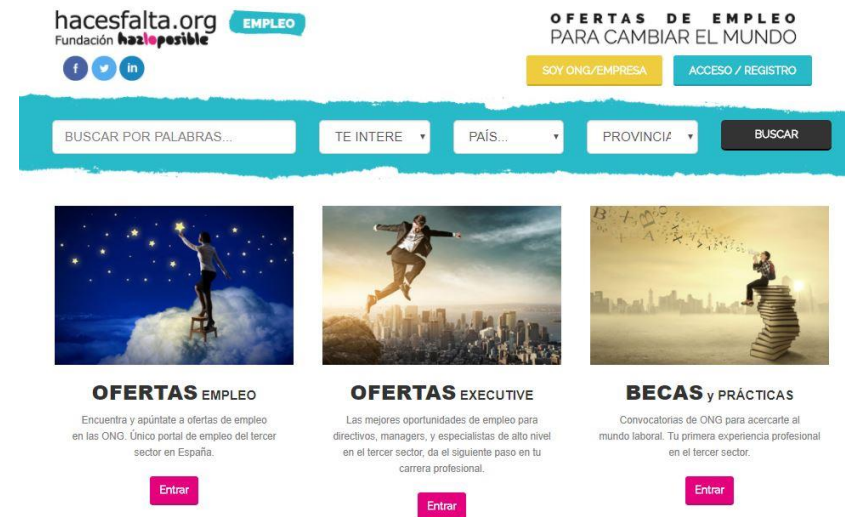 hacesfalta.org EMPLEO
Fundación hazloposible
OFERTAS DE EMPLEO
PARA CAMBIAR EL MUNDO
SOY ONG/EMPRESA ACCESO / REGISTRO
BUSCAR POR PALABRAS... TE INTERE PAÍS... PROVINCIA BUSCAR
OFERTAS EMPLEO
Encuentra y apúntate a ofertas de empleo
en las ONG. Único portal de empleo del tercer
sector en España.
Entrar
OFERTAS EXECUTIVE
Las mejores oportunidades de empleo para
directivos, managers, y especialistas de alto nivel
en el tercer sector, da el siguiente paso en tu
carrera profesional.
Entrar
BECAS y PRÁCTICAS
Convocatorias de ONG para acercarte al
mundo laboral. Tu primera experiencia profesional
en el tercer sector.
Entrar